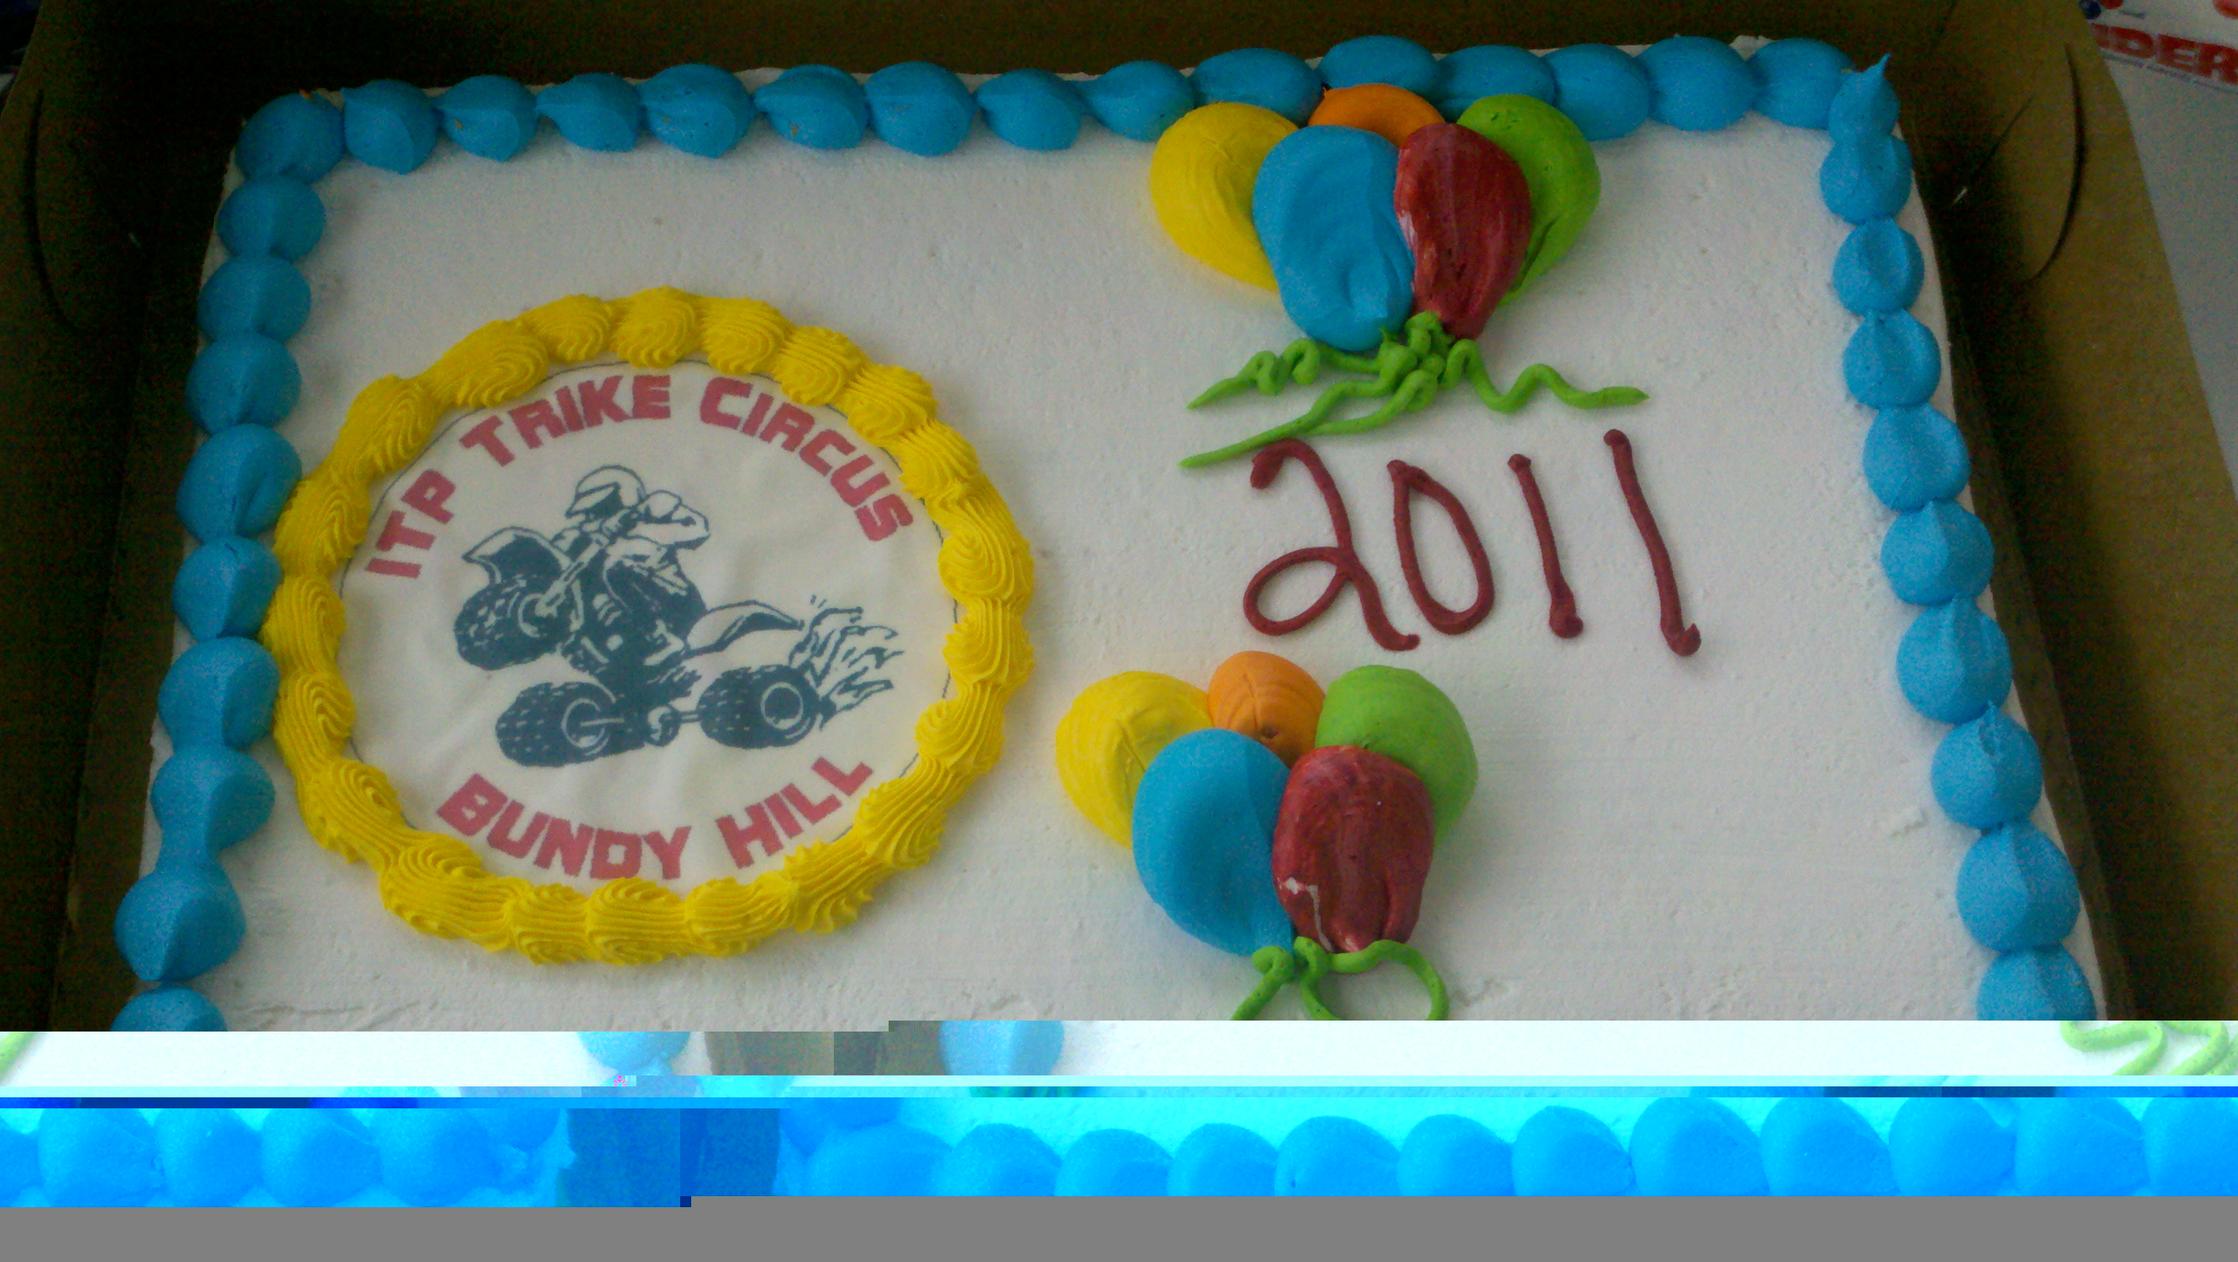 ITP TRIKE CIRCUS
BUNDY HILL
2011